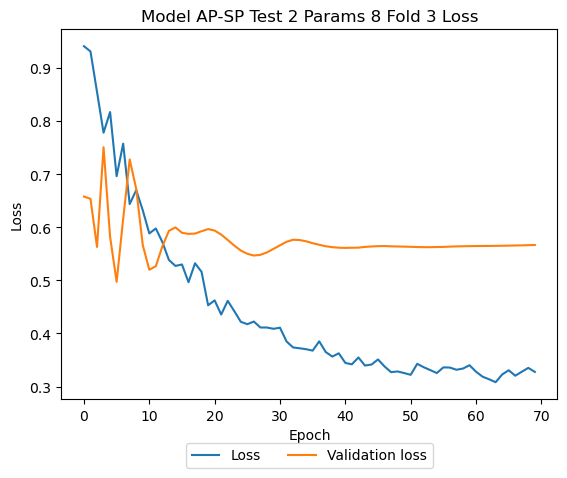 Model AP-SP Test 2 Params 8 Fold 3 Loss
Loss
0.9
0.8
0.7
0.6
0.5
0.4
0.3
0 10 20 30 40 50 60 70
Epoch
Loss Validation loss